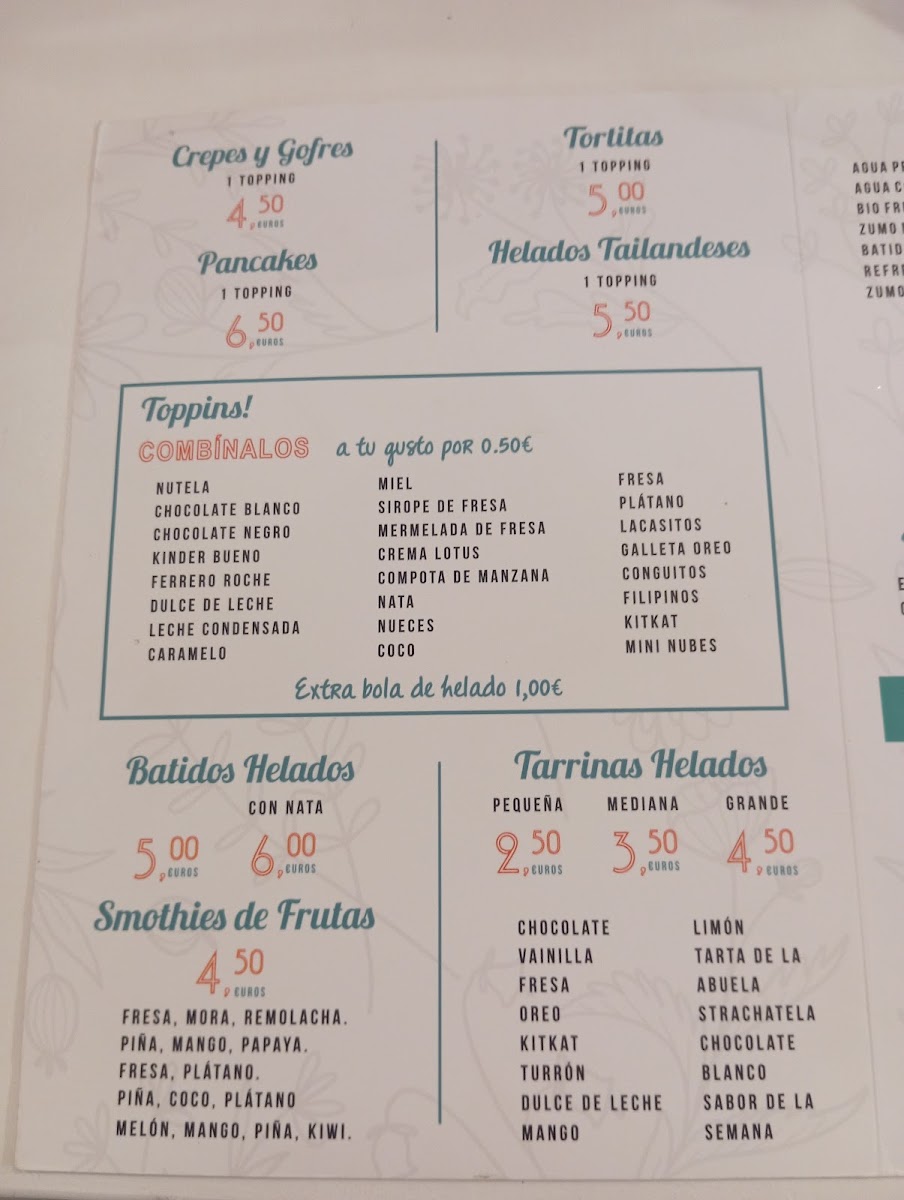 Crepes y Gofres
1 TOPPING
4,50 EUROS
Pancakes
1 TOPPING
6,50 EUROS
Tortitas
1 TOPPING
5,00 EUROS
Helados Tailandeses
1 TOPPING
5,50 EUROS
Toppins!
COMBÍNALOS a tu gusto por 0.50€
NUTELA
CHOCOLATE BLANCO
CHOCOLATE NEGRO
KINDER BUENO
FERRERO ROCHE
DULCE DE LECHE
LECHE CONDENSADA
CARAMELO
MIEL
SIROPE DE FRESA
MERMELADA DE FRESA
CREMA LOTUS
COMPOTA DE MANZANA
NATA
NUECES
COCO
FRESA
PLÁTANO
LACASITOS
GALLETA OREO
CONGUITOS
FILIPINOS
KITKAT
MINI NUBES
Extra bola de helado 1,00€
Batidos Helados
CON NATA
5,00 EUROS 6,00 EUROS
Smothies de Frutas
4,50 EUROS
FRESA, MORA, REMOLACHA.
PIÑA, MANGO, PAPAYA.
FRESA, PLÁTANO.
PIÑA, COCO, PLÁTANO
MELÓN, MANGO, PIÑA, KIWI.
Tarrinas Helados
PEQUEÑA MEDIANA GRANDE
2,50 EUROS 3,50 EUROS 4,50 EUROS
CHOCOLATE
VAINILLA
FRESA
OREO
KITKAT
TURRÓN
DULCE DE LECHE
MANGO
LIMÓN
TARTA DE LA
ABUELA
STRACHATELA
CHOCOLATE
BLANCO
SABOR DE LA
SEMANA
AGUA
AGUA
BIO
ZUMO
ZUMO